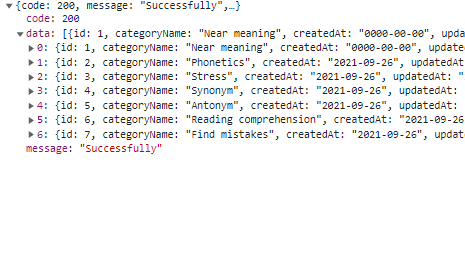 {code: 200, message: "Successfully",…}
code: 200
data: [{id: 1, categoryName: "Near meaning", createdAt: "0000-00-00", upda
0: {id: 1, categoryName: "Near meaning", createdAt: "0000-00-00", update
1: {id: 2, categoryName: "Phonetics", createdAt: "2021-09-26", updatedAt
2: {id: 3, categoryName: "Stress", createdAt: "2021-09-26", updatedAt: "
3: {id: 4, categoryName: "Synonym", createdAt: "2021-09-26", updatedAt:
4: {id: 5, categoryName: "Antonym", createdAt: "2021-09-26", updatedAt:
5: {id: 6, categoryName: "Reading comprehension", createdAt: "2021-09-26
6: {id: 7, categoryName: "Find mistakes", createdAt: "2021-09-26", update
message: "Successfully"